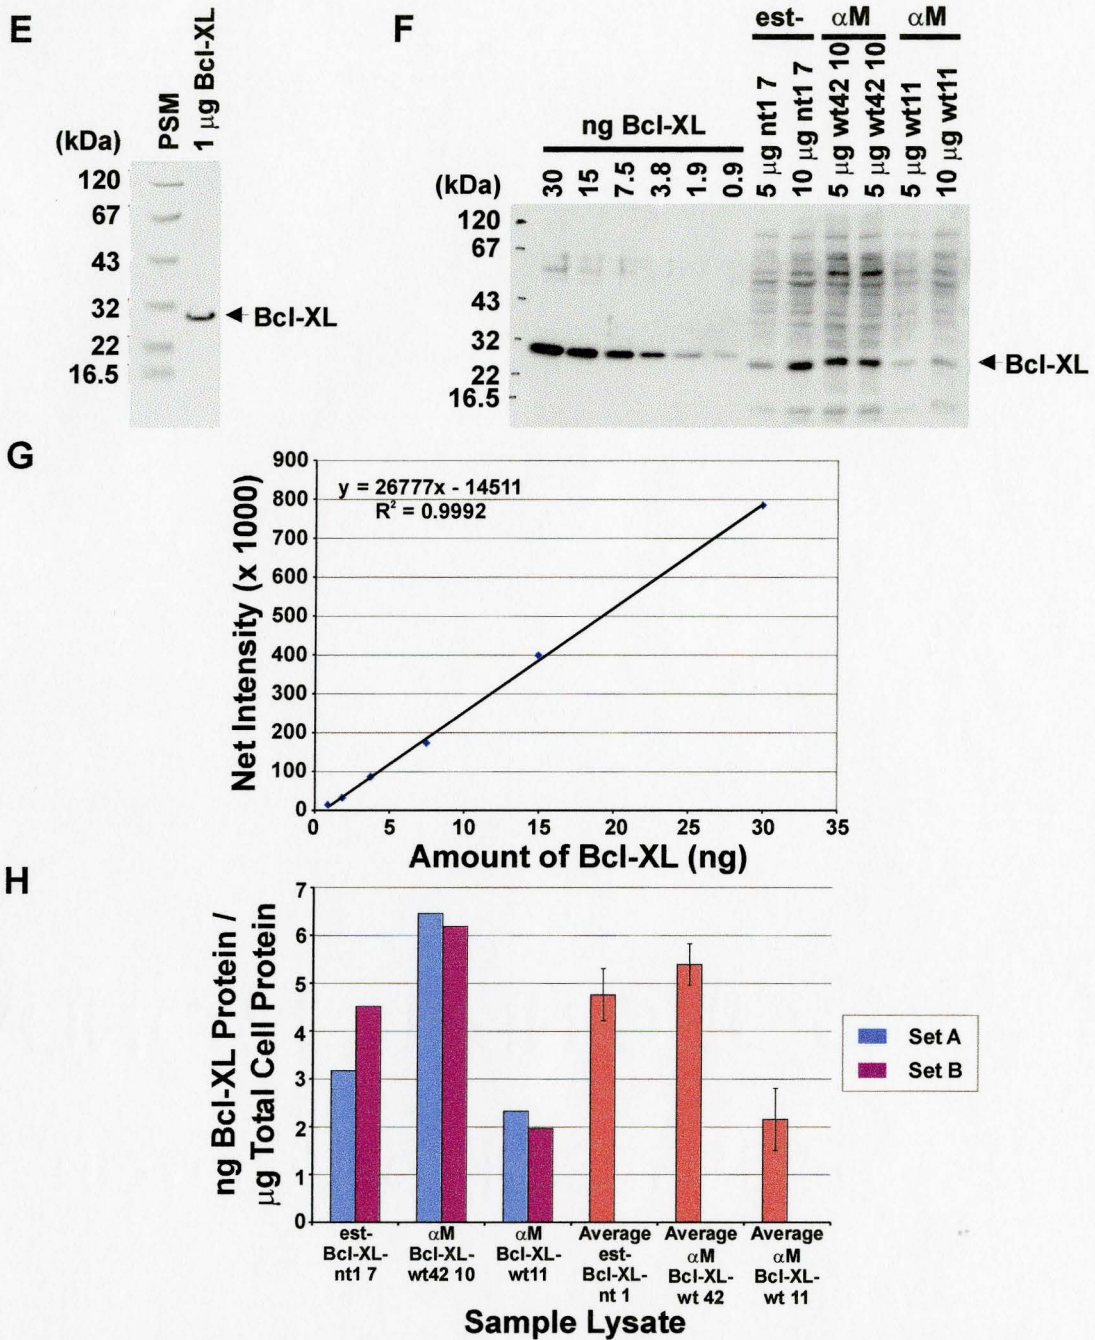 E
(kDa)
PSM
1 μg Bcl-XL
120
67
43
32
22
16.5
Bcl-XL
F
est-
αM
αM
ng Bcl-XL
(kDa)
30
15
7.5
3.8
1.9
0.9
5 μg nt1 7
10 μg nt1 7
5 μg wt42 10
5 μg wt42 10
5 μg wt11
10 μg wt11
120
67
43
32
22
16.5
Bcl-XL
G
y = 26777x - 14511
R² = 0.9992
Net Intensity (x 1000)
900
800
700
600
500
400
300
200
100
0
0 5 10 15 20 25 30 35
Amount of Bcl-XL (ng)
H
ng Bcl-XL Protein /
μg Total Cell Protein
7
6
5
4
3
2
1
0
est-
Bcl-XL-
nt1 7
αM
Bcl-XL-
wt42 10
αM
Bcl-XL-
wt11
Average
est-
Bcl-XL-
nt 1
Average
αM
Bcl-XL-
wt 42
Average
αM
Bcl-XL-
wt 11
Sample Lysate
Set A
Set B